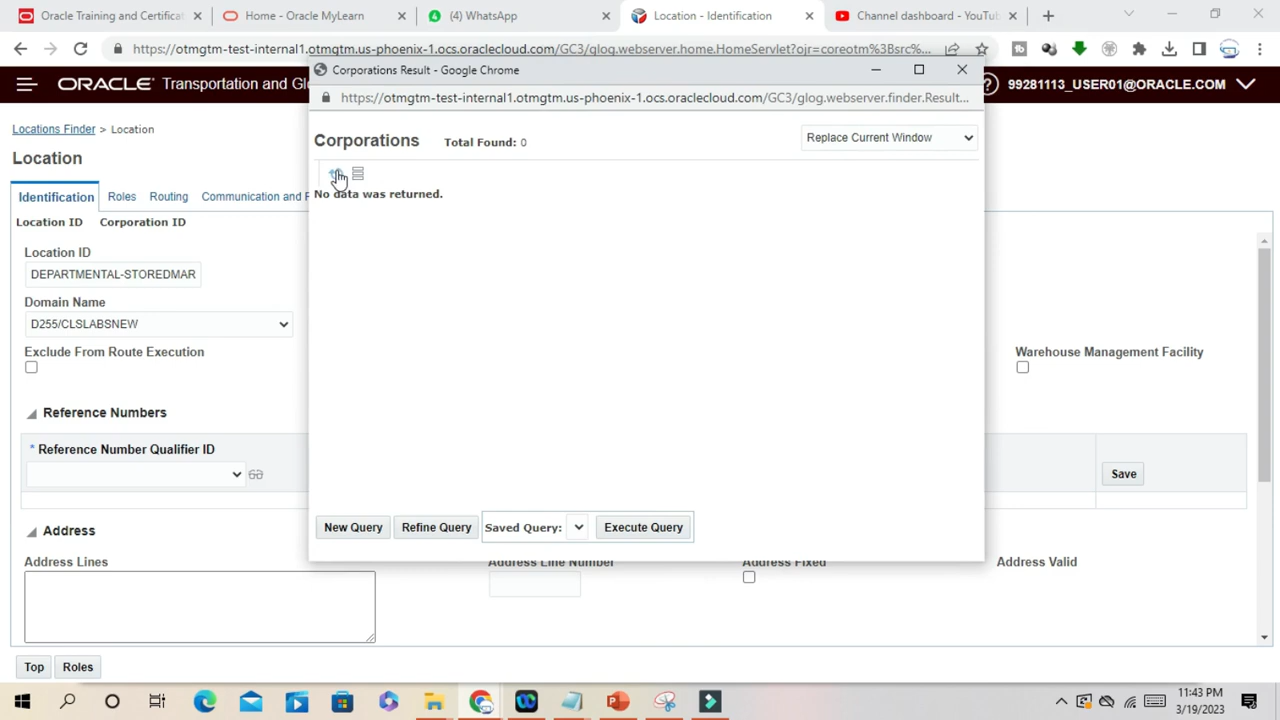 Oracle Training and Certifica
Home - Oracle MyLearn
(4) WhatsApp
Location - Identification
Channel dashboard - YouTu
https://otmgtm-test-internal1.otmgtm.us-phoenix-1.ocs.oraclecloud.com/GC3/glog.webserver.home.HomeServlet?ojr=coreotm%3Bsrc%...
Corporations Result - Google Chrome
ORACLE Transportation and Glo
99281113_USER01@ORACLE.COM
https://otmgtm-test-internal1.otmgtm.us-phoenix-1.ocs.oraclecloud.com/GC3/glog.webserver.finder.Result...
Locations Finder > Location
Corporations Total Found: 0
Replace Current Window
Location
No data was returned.
Identification Roles Routing Communication and P
Location ID Corporation ID
Location ID
DEPARTMENTAL-STOREDMAR
Domain Name
D255/CLSLABSNEW
Exclude From Route Execution
Warehouse Management Facility
Reference Numbers
* Reference Number Qualifier ID
Save
New Query Refine Query Saved Query: Execute Query
Address
Address Lines Address Line Number Address Fixed Address Valid
Top Roles
11:43 PM
3/19/2023